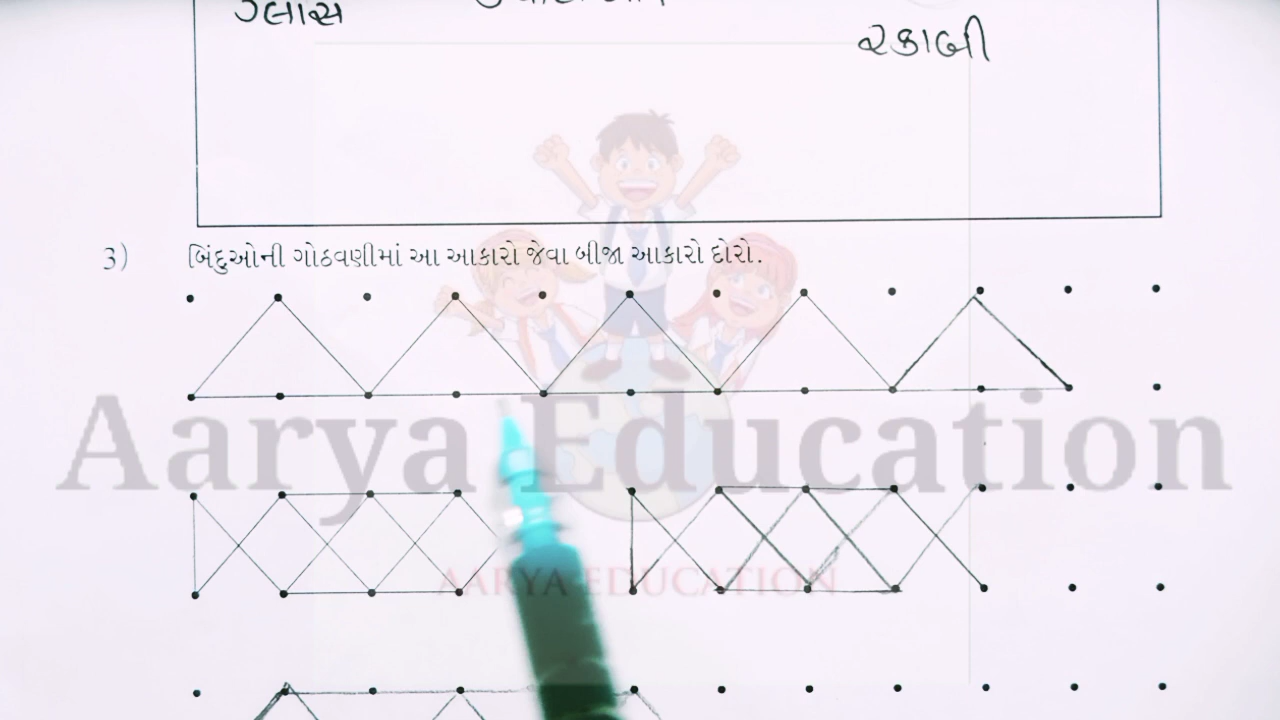 ગ્લાસ
રકાબી
3) બિંદુઓની ગોઠવણીમાં આ આકારો જેવા બીજા આકારો દોરો.
Aarya Education
AARYA EDUCATION